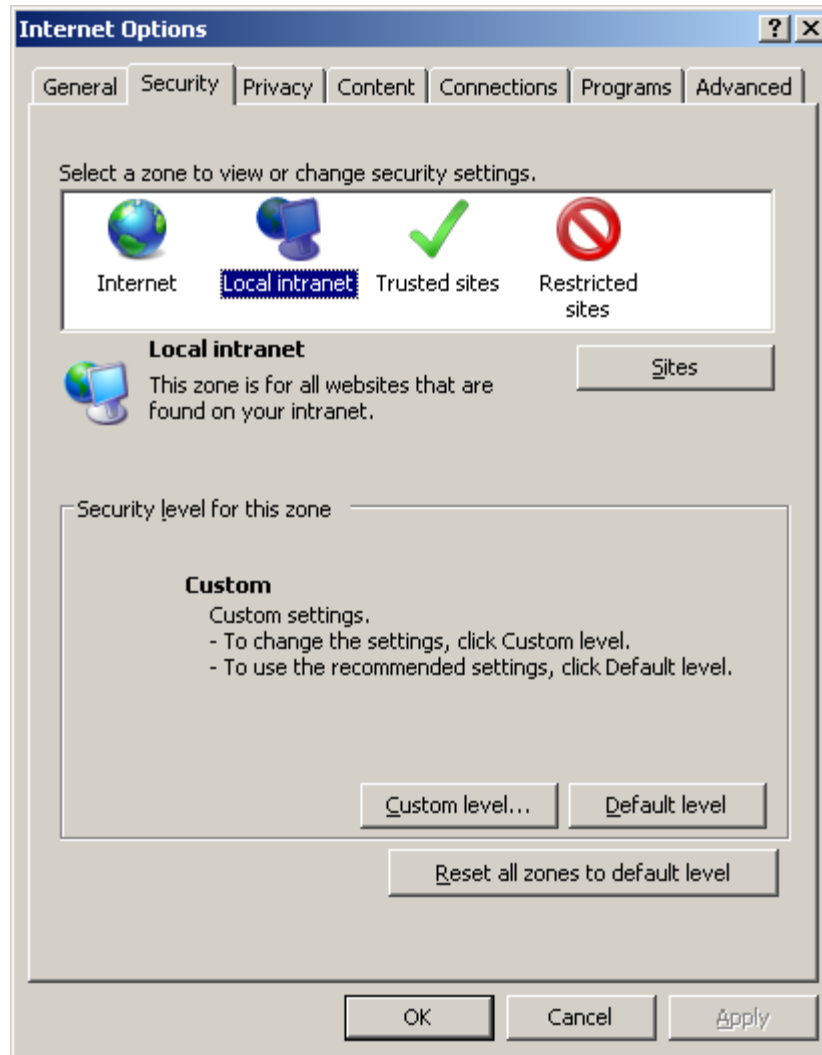 Internet Options
General Security Privacy Content Connections Programs Advanced
Select a zone to view or change security settings.
Internet Local intranet Trusted sites Restricted
sites
Local intranet
Sites
This zone is for all websites that are
found on your intranet.
Security level for this zone
Custom
Custom settings.
- To change the settings, click Custom level.
- To use the recommended settings, click Default level.
Custom level... Default level
Reset all zones to default level
OK Cancel Apply